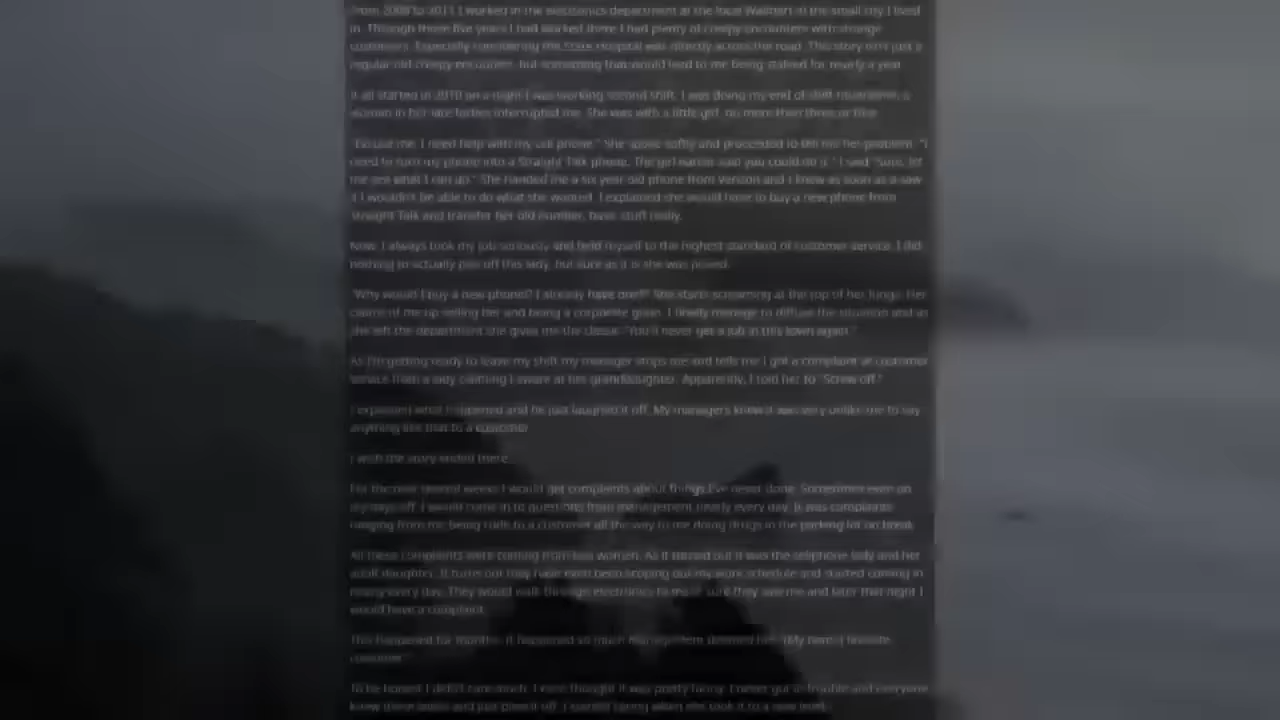 From 2006 to 2011 I worked in the electronics department at the local Walmart in the small city I lived
in. Through those five years I had worked there I had plenty of creepy encounters with strange
customers. Especially considering the State Hospital was directly across the road. This story isn't just a
regular old creepy encounter, but something that would lead to me being stalked for nearly a year.
It all started in 2010 on a night I was working second shift. I was doing my end of shift a
woman in her late forties interrupted me. She was with a little girl, no more than three or four.
"Excuse me, I need help with my cell phone." She spoke softly and proceeded to tell me her problem. "I
need to turn my phone into a Straight Talk phone. The girl said you could do it." I said "Sure, let
me see what I can do." She handed me a six year old phone from Verizon and I knew as soon as a saw
it I wouldn't be able to do what she wanted. I explained she would have to buy a new phone from
Straight Talk and transfer her old number, basic stuff really.
Now, I always took my job seriously and held myself to the highest standard of customer service. I did
nothing to actually piss off this lady, but sure as it is she was pissed.
"Why would I buy a new phone? I already have one!" She starts screaming at the top of her lungs. Her
of me up selling her and being a corporate I finally manage to diffuse the situation and as
she left the department she gives me the classic "You'll never get a job in this town again."
As I'm getting ready to leave my shift my manager stops me and tells me I got a complaint at customer
service from a lady claiming I swore at her granddaughter. Apparently, I told her to "Screw off."
I explained what happened and he just laughed it off. My managers knew it was very unlike me to say
anything like that to a customer.
I wish the story ended there.
For the next several weeks I would get complaints about things I've never done. Sometimes even on
my days off. I would come in to questions from management nearly every day. It was complaints
ranging from me being rude to a customer all the way to me doing drugs in the parking lot on break.
All these complaints were coming from two women. As it turned out it was the cellphone lady and her
adult daughter. It turns out they have even been scoping out my work schedule and started coming in
nearly every day. They would walk through electronics to make sure they saw me and later that night I
would have a complaint.
This happened for months. It happened so much management deemed her "(My name)'s favorite
customer."
To be honest I didn't care much. I even thought it was pretty funny. I never got in trouble and everyone
knew these ladies and just played it off. I started caring when she took it to a new level.